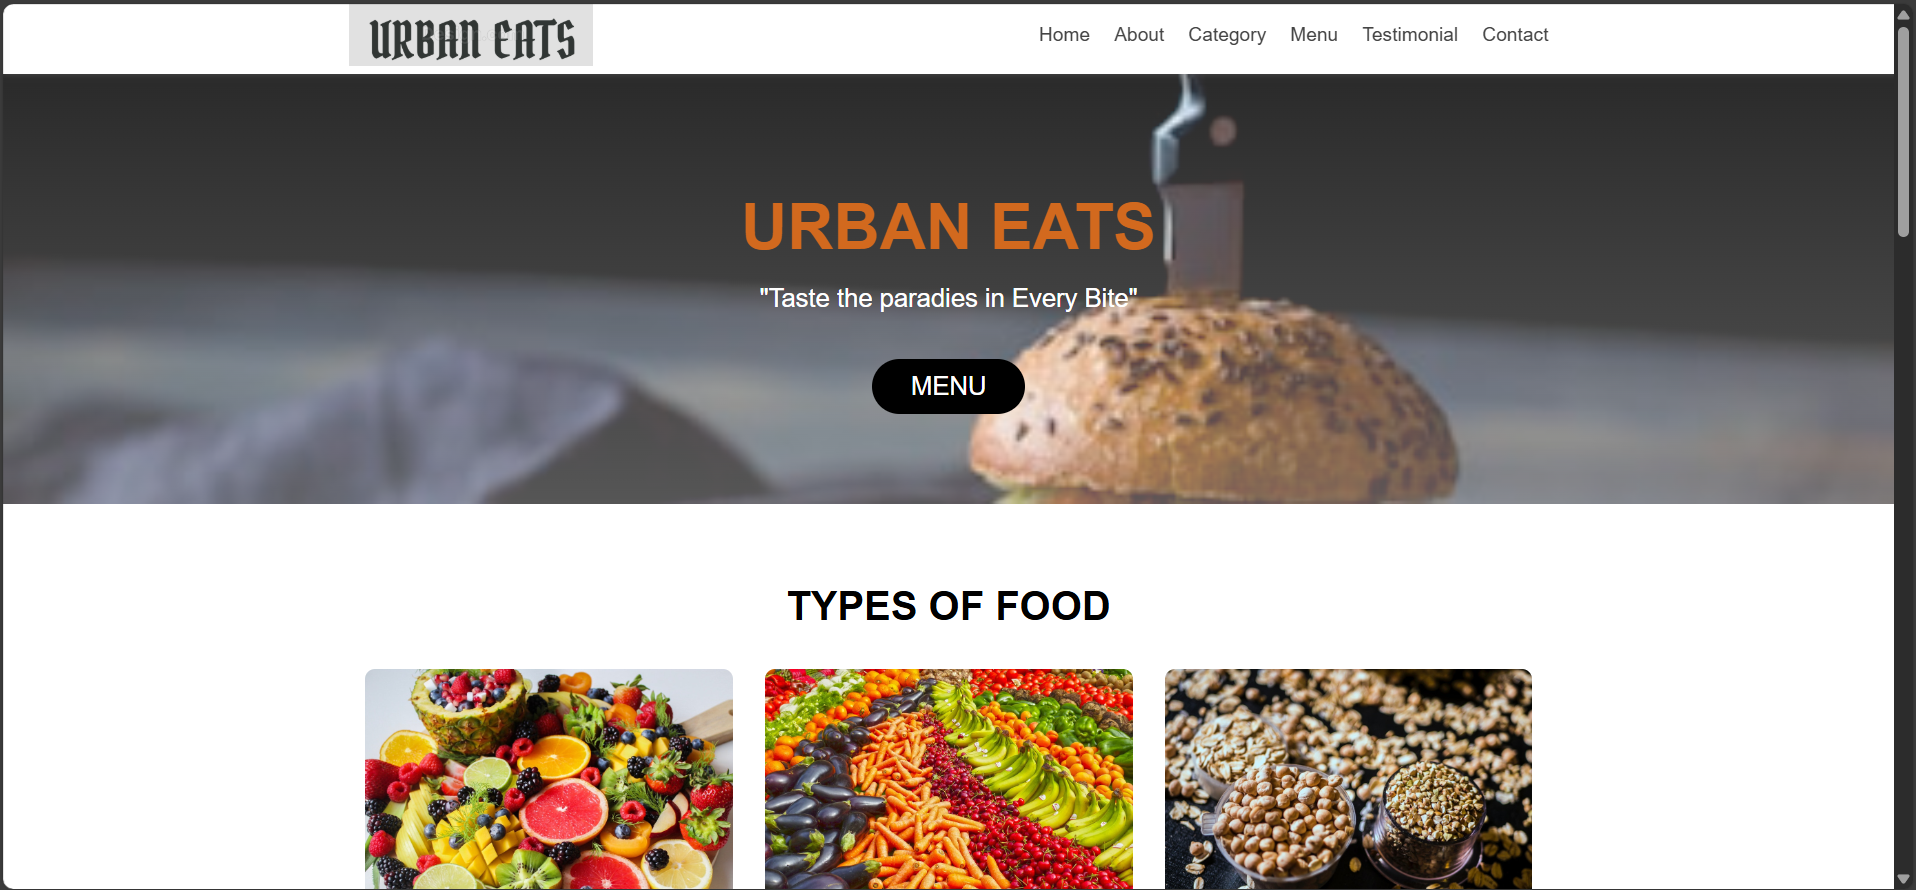 URBAN EATS
Home About Category Menu Testimonial Contact
URBAN EATS
"Taste the paradies in Every Bite"
MENU
TYPES OF FOOD